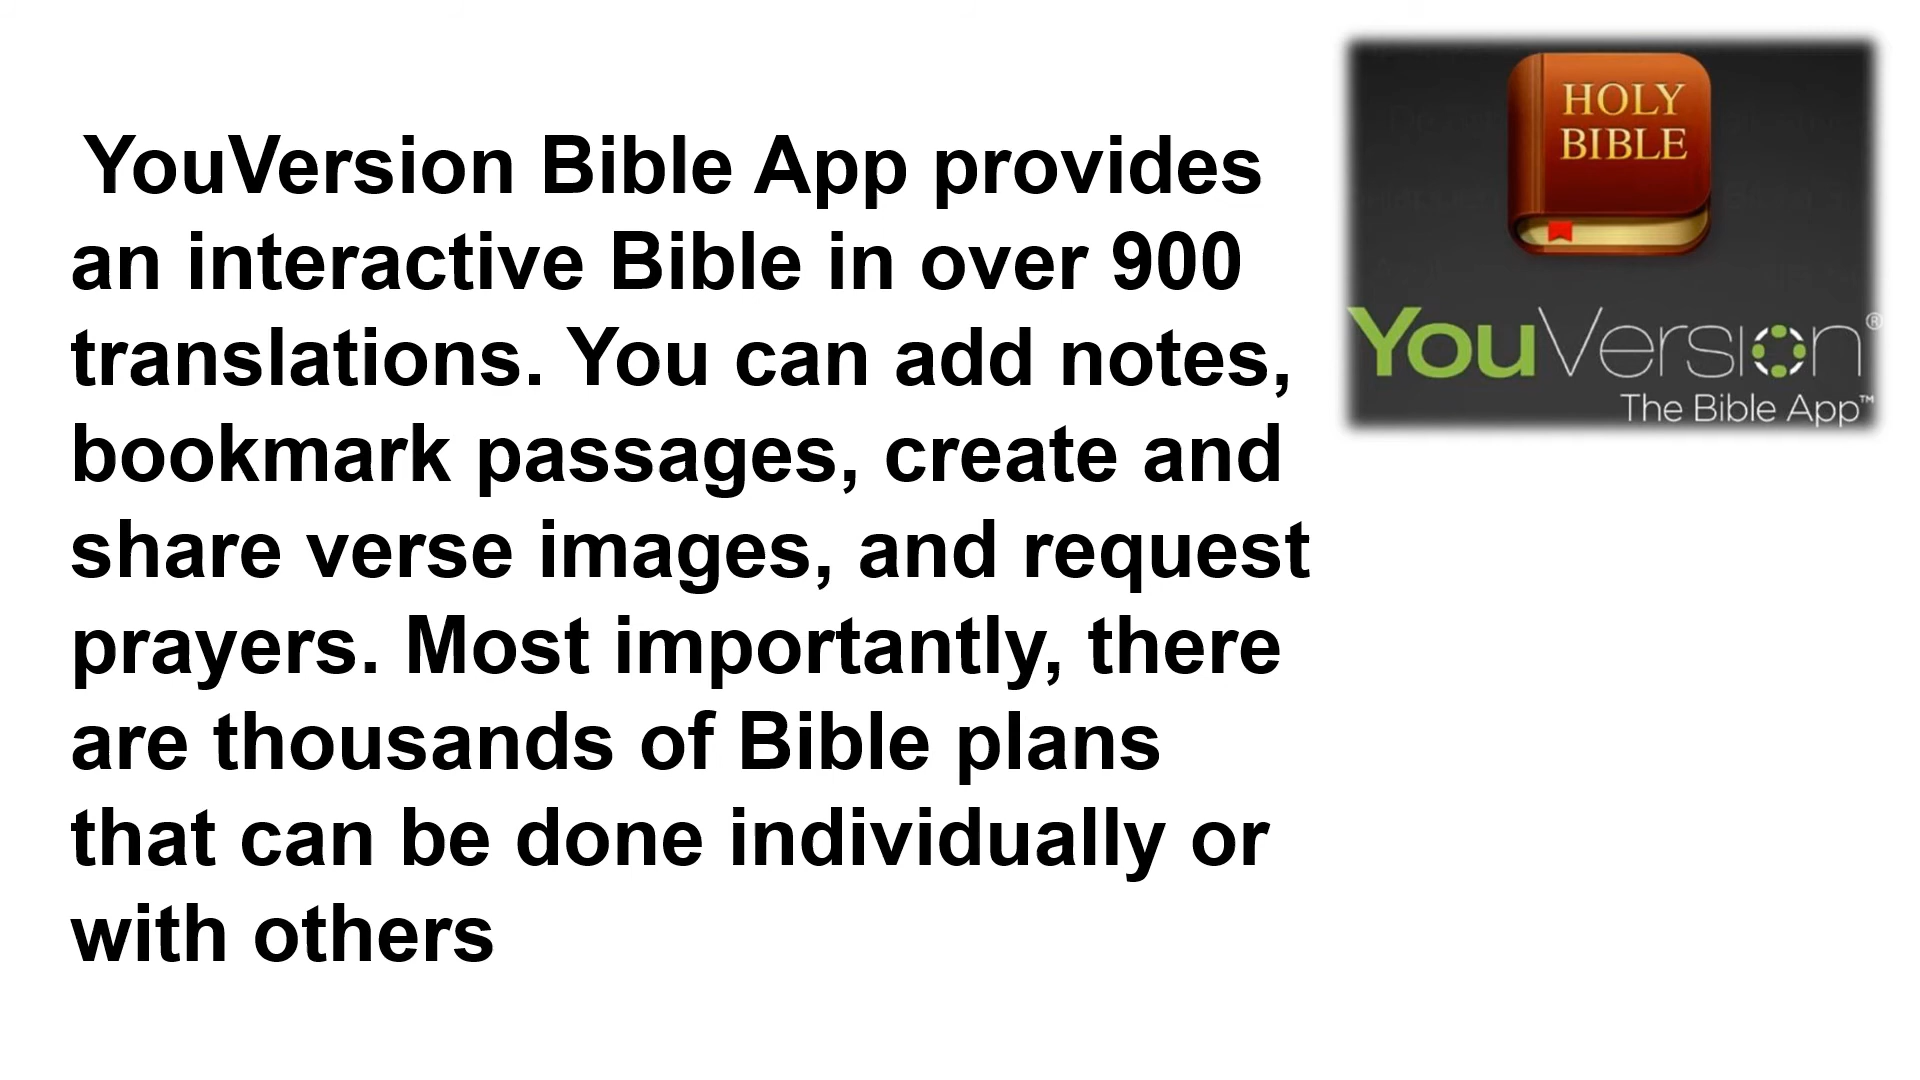 YouVersion Bible App provides
an interactive Bible in over 900
translations. You can add notes,
bookmark passages, create and
share verse images, and request
prayers. Most importantly, there
are thousands of Bible plans
that can be done individually or
with others
HOLY
BIBLE
YouVersion®
The Bible App™